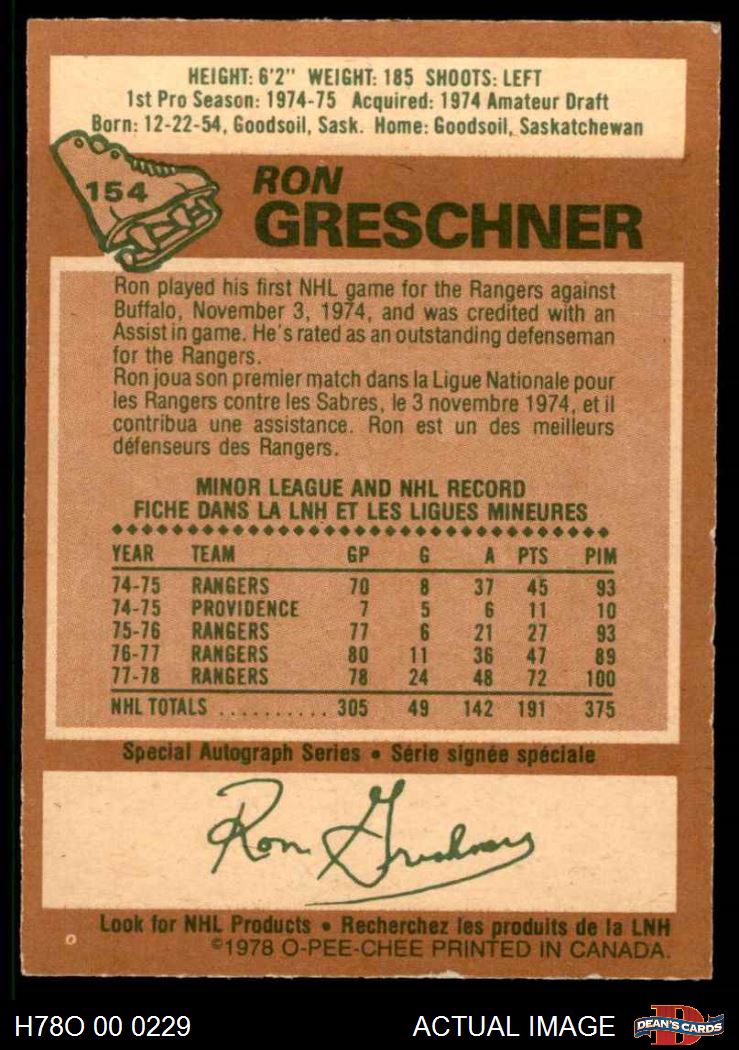 HEIGHT: 6'2" WEIGHT: 185 SHOOTS: LEFT
1st Pro Season: 1974-75 Acquired: 1974 Amateur Draft
Born: 12-22-54, Goodsoil, Sask. Home: Goodsoil, Saskatchewan
154
RON
GRESCHNER
Ron played his first NHL game for the Rangers against
Buffalo, November 3, 1974, and was credited with an
Assist in game. He's rated as an outstanding defenseman
for the Rangers.
Ron joua son premier match dans la Ligue Nationale pour
les Rangers contre les Sabres, le 3 novembre 1974, et il
contribua une assistance. Ron est un des meilleurs
défenseurs des Rangers.
MINOR LEAGUE AND NHL RECORD
FICHE DANS LA LNH ET LES LIGUES MINEURES
YEAR TEAM GP G A PTS PIM
74-75 RANGERS 70 8 37 45 93
74-75 PROVIDENCE 7 5 6 11 10
75-76 RANGERS 77 6 21 27 93
76-77 RANGERS 80 11 36 47 89
77-78 RANGERS 78 24 48 72 100
NHL TOTALS .......... 305 49 142 191 375
Special Autograph Series • Série signée spéciale
Ron Greschner
Look for NHL Products • Recherchez les produits de la LNH
©1978 O-PEE-CHEE PRINTED IN CANADA.
H78O 00 0229 ACTUAL IMAGE D DEAN'S CARDS